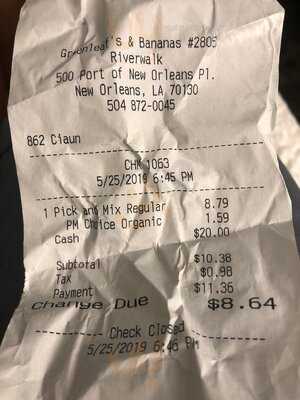 Greenleaf's & Bananas #2805
Riverwalk
500 Port of New Orleans Pl.
New Orleans, LA 70130
504 872-0045
862 Ciaun
CHK 1063
5/25/2019 6:45 PM
1 Pick and Mix Regular 8.79
PM Choice Organic 1.59
Cash $20.00
Subtotal $10.38
Tax $0.98
Payment $11.36
Change Due $8.64
Check Closed
5/25/2019 6:46 PM